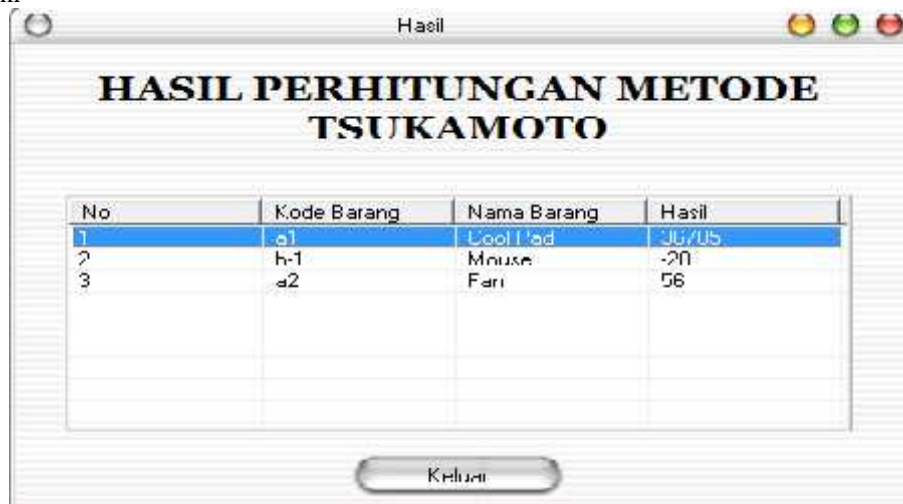 Hasil
HASIL PERHITUNGAN METODE
TSUKAMOTO
No Kode Barang Nama Barang Hasil
1 a1 Cool Pad
2 b-1 Mouse -20
3 a2 Fan 56
Keluar